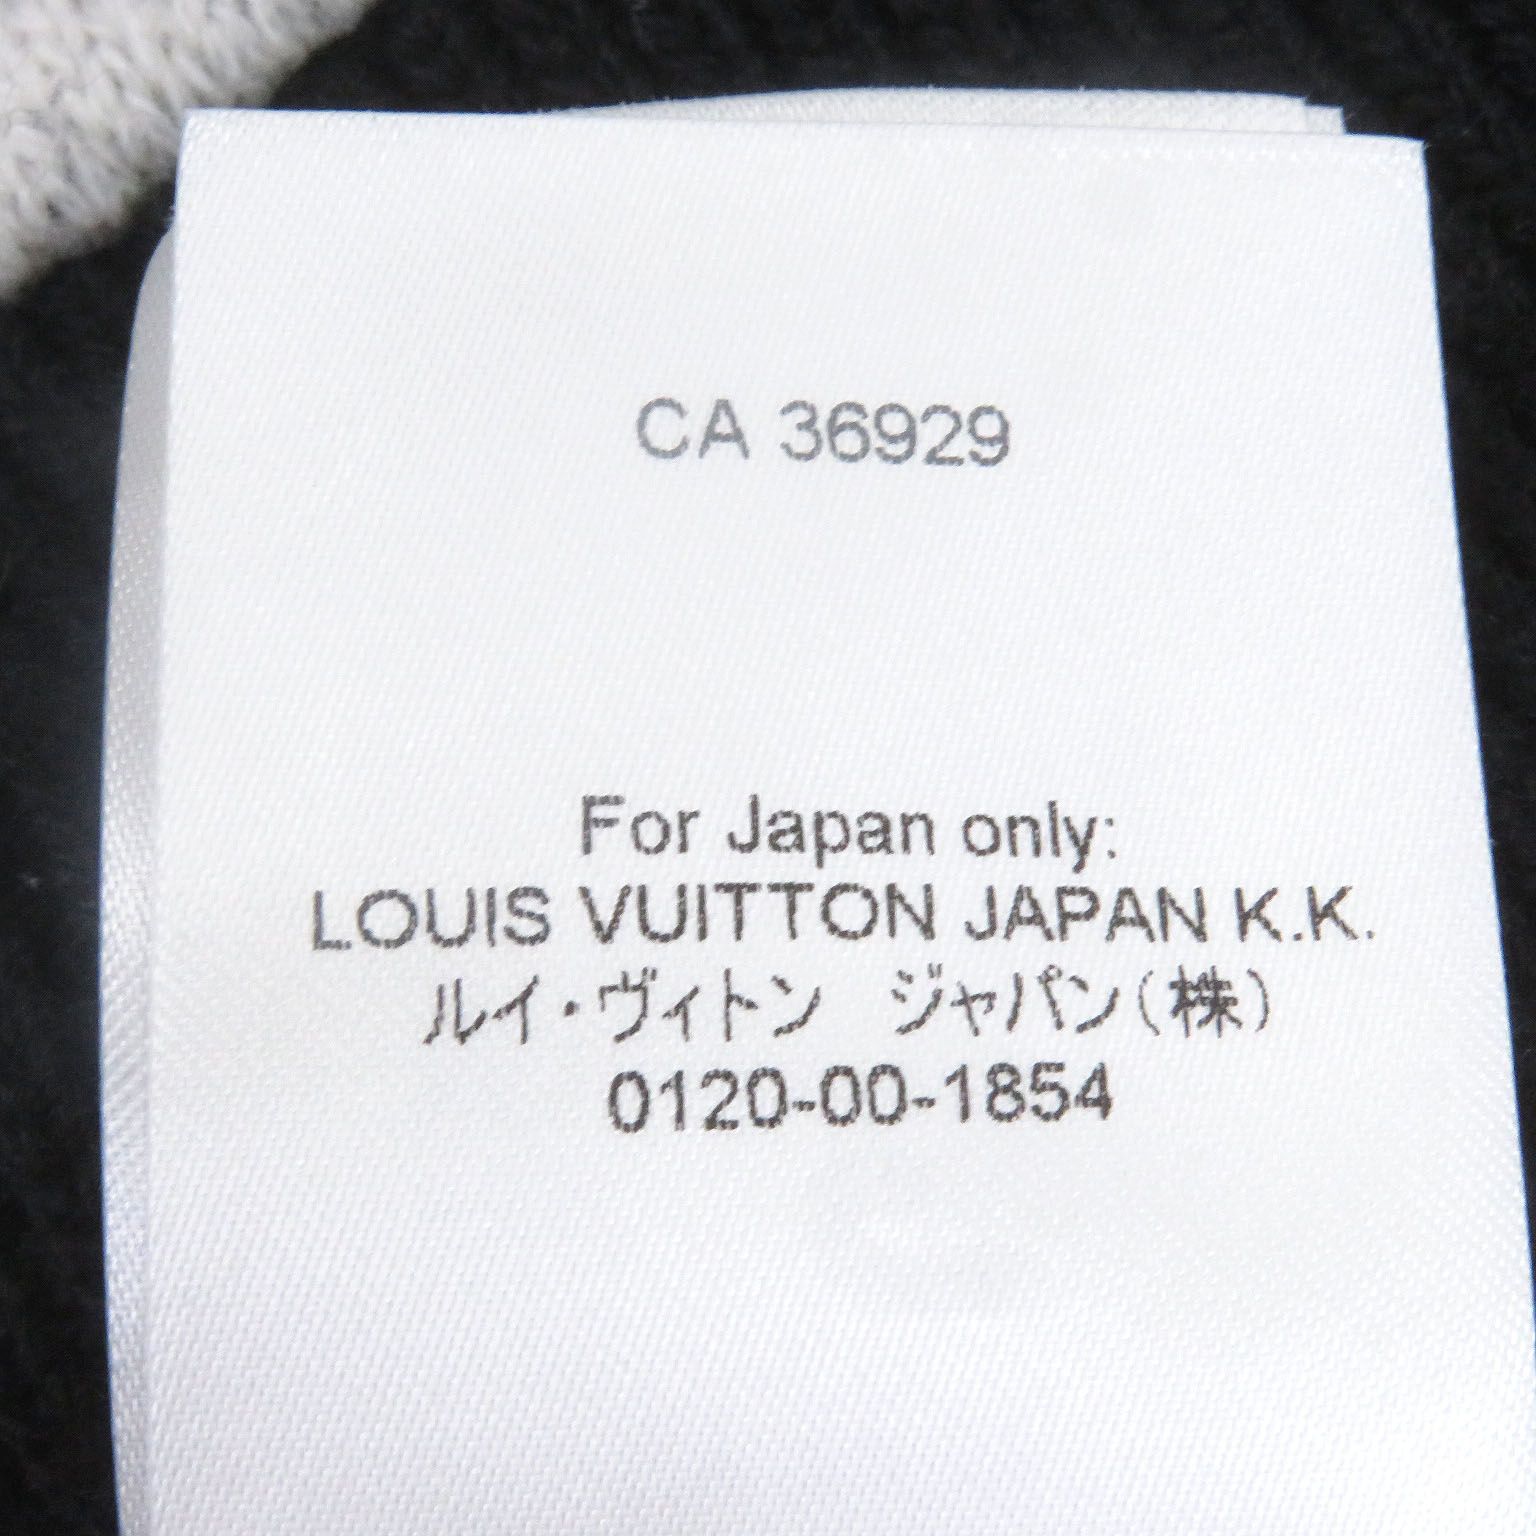 CA 36929
For Japan only:
LOUIS VUITTON JAPAN K.K.
ルイ・ヴィトン　ジャパン(株)
0120-00-1854